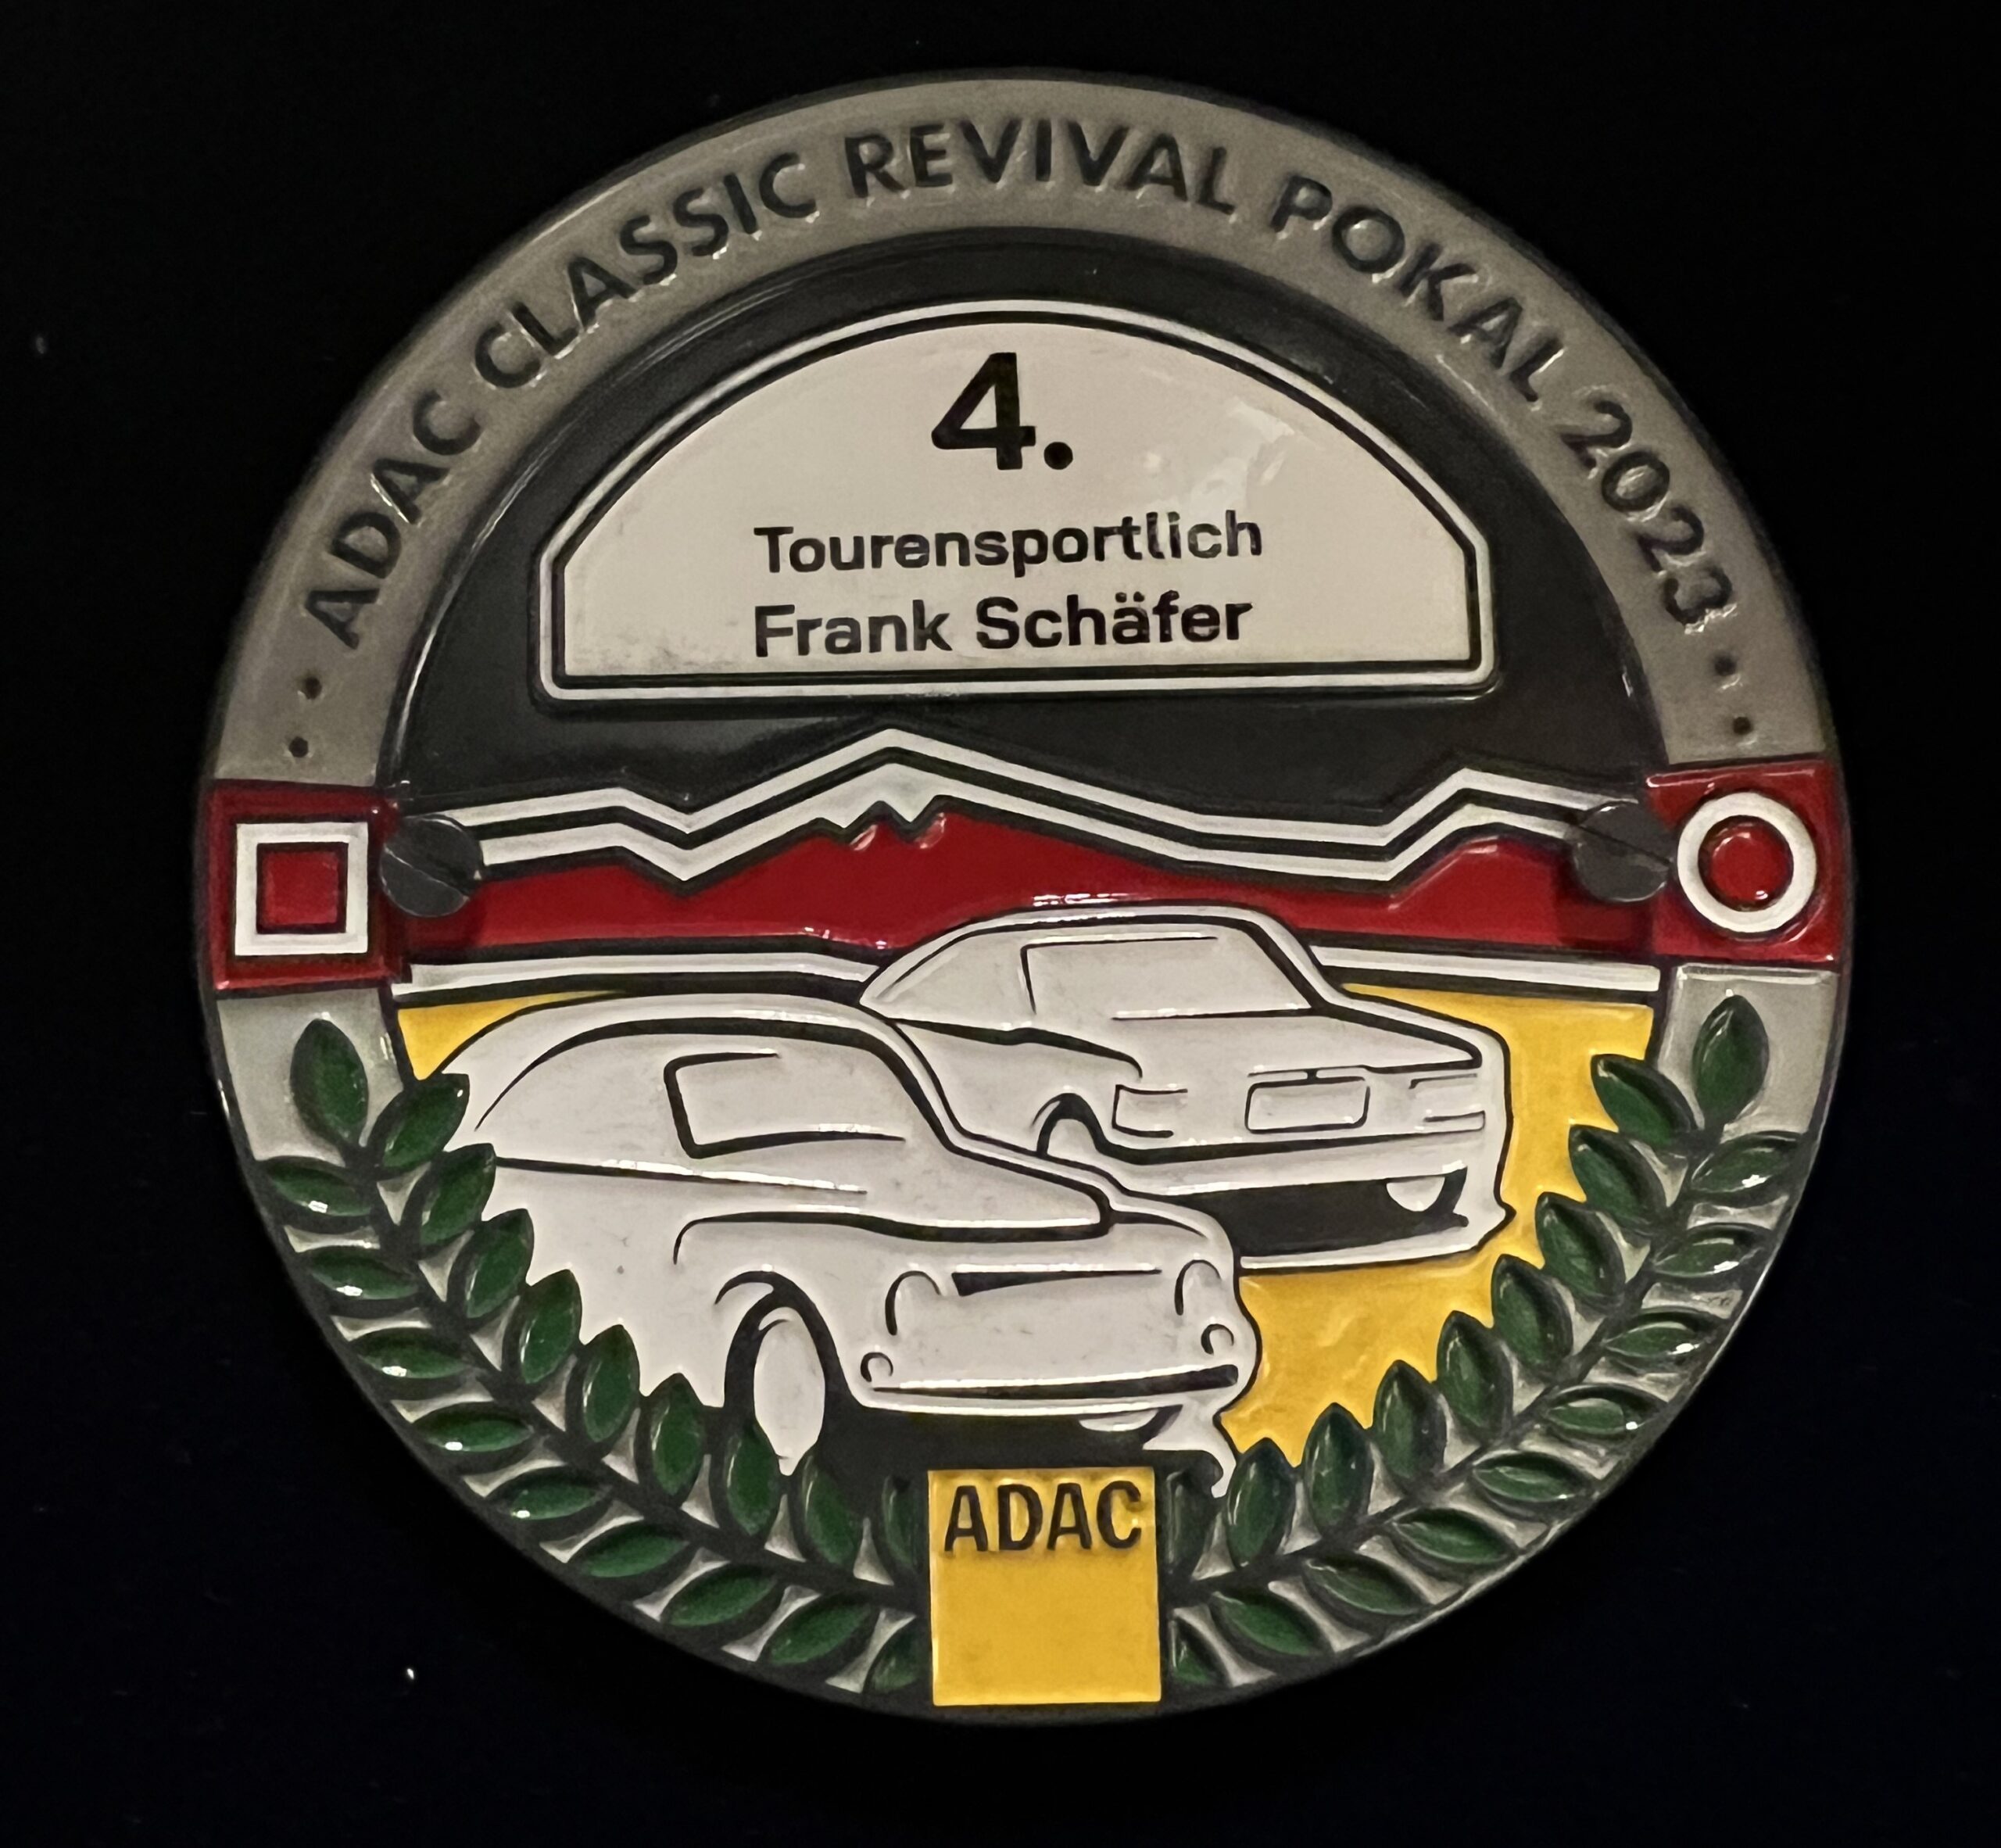 ADAC CLASSIC REVIVAL POKAL 2023
4.
Tourensportlich
Frank Schäfer
ADAC